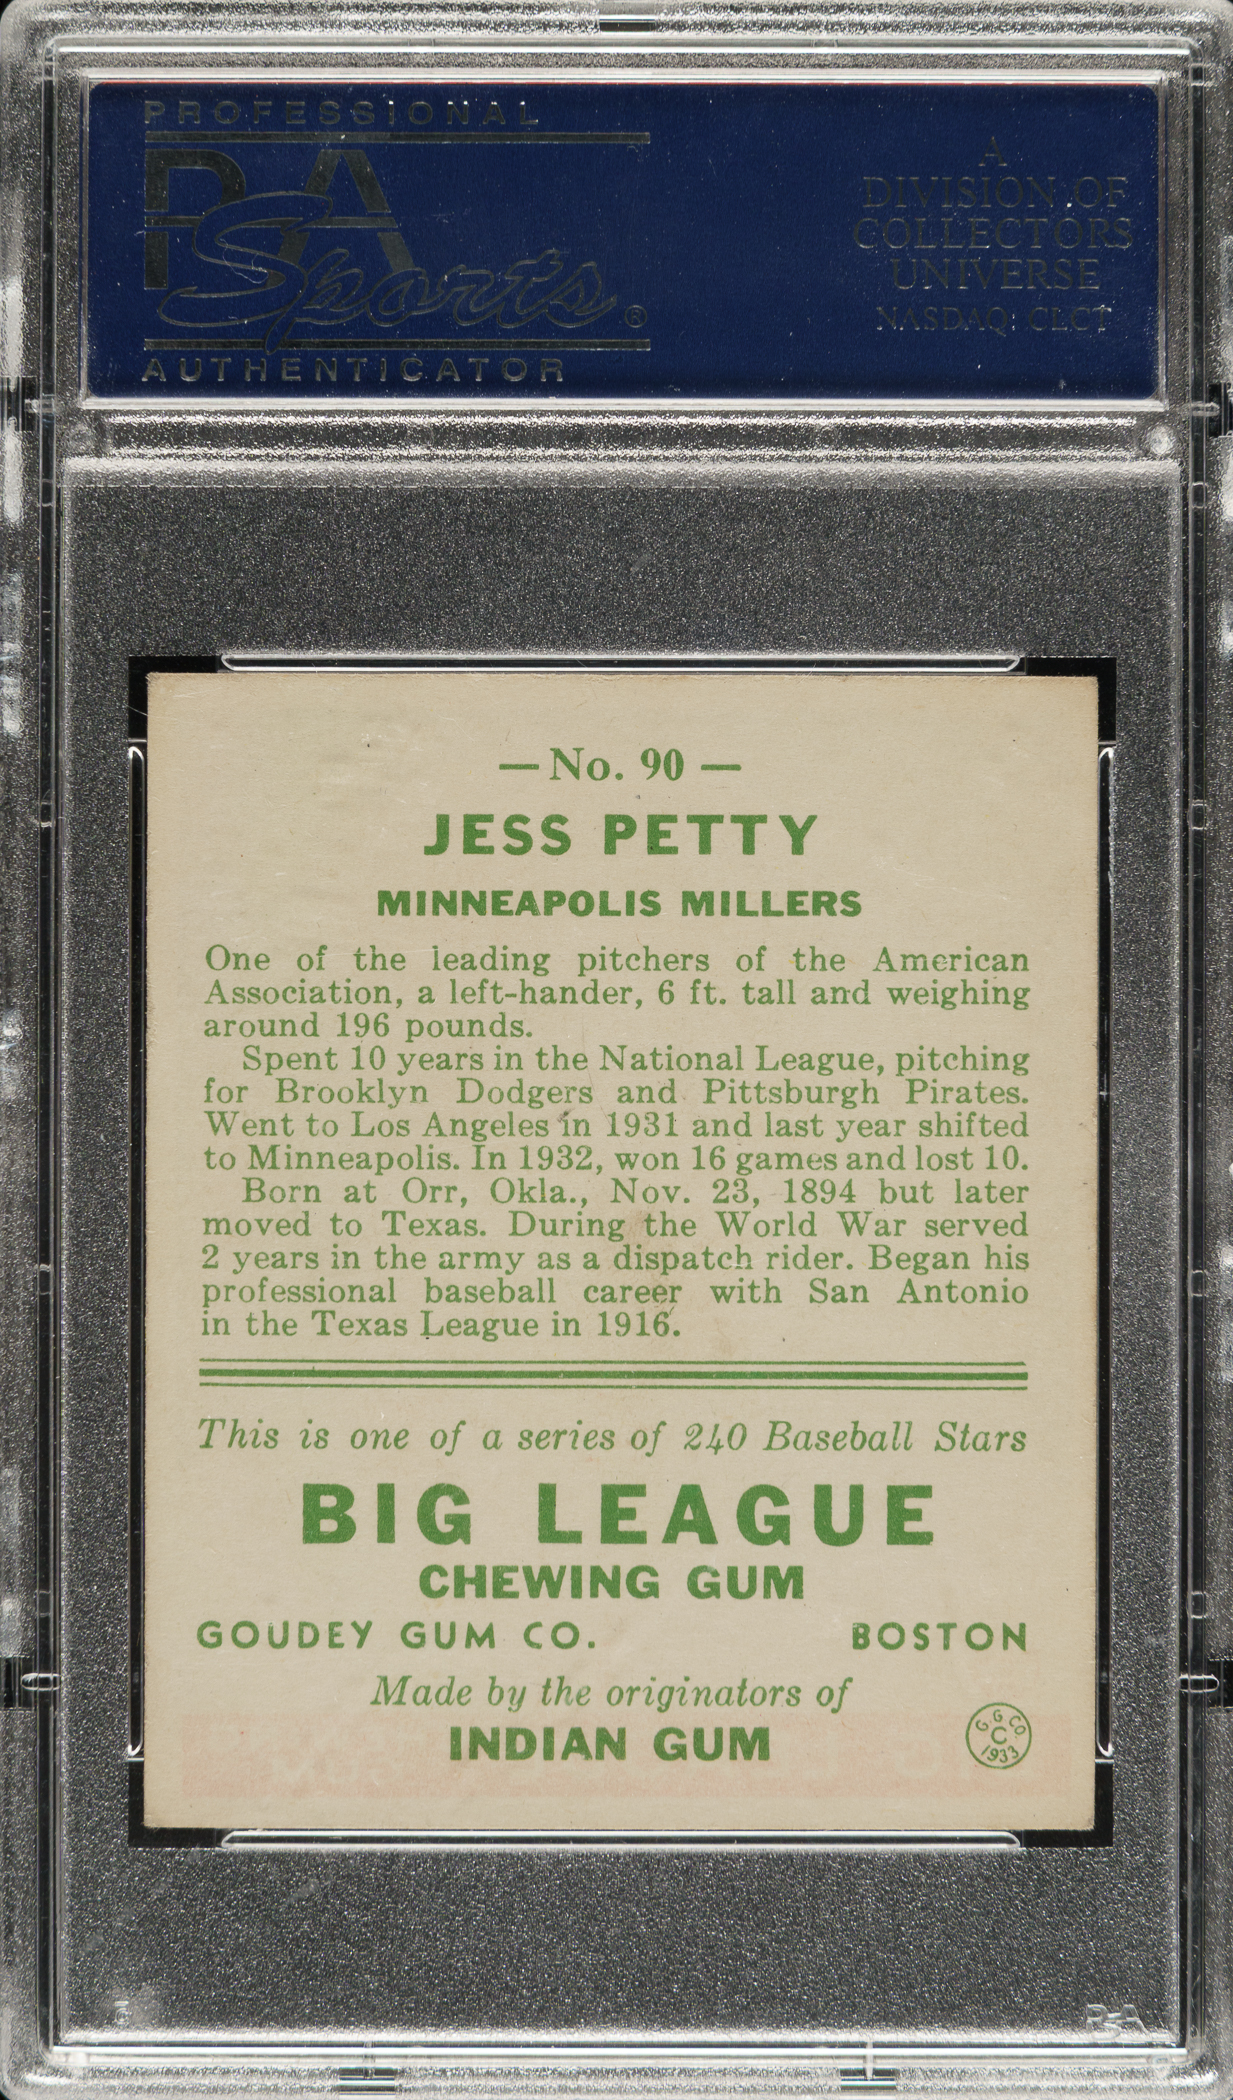 PROFESSIONAL
PSA
Sports®
AUTHENTICATOR
A
DIVISION OF
COLLECTORS
UNIVERSE
NASDAQ: CLCT
— No. 90 —
JESS PETTY
MINNEAPOLIS MILLERS
One of the leading pitchers of the American
Association, a left-hander, 6 ft. tall and weighing
around 196 pounds.
Spent 10 years in the National League, pitching
for Brooklyn Dodgers and Pittsburgh Pirates.
Went to Los Angeles in 1931 and last year shifted
to Minneapolis. In 1932, won 16 games and lost 10.
Born at Orr, Okla., Nov. 23, 1894 but later
moved to Texas. During the World War served
2 years in the army as a dispatch rider. Began his
professional baseball career with San Antonio
in the Texas League in 1916.
This is one of a series of 240 Baseball Stars
BIG LEAGUE
CHEWING GUM
GOUDEY GUM CO. BOSTON
Made by the originators of
INDIAN GUM
G. G. CO.
C
1933
PSA